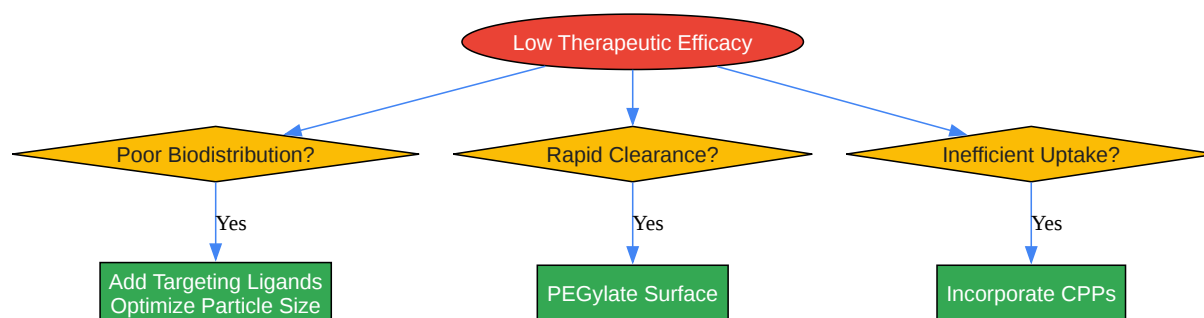 Low Therapeutic Efficacy
Poor Biodistribution?
Rapid Clearance?
Inefficient Uptake?
Yes
Yes
Yes
Add Targeting Ligands
Optimize Particle Size
PEGylate Surface
Incorporate CPPs